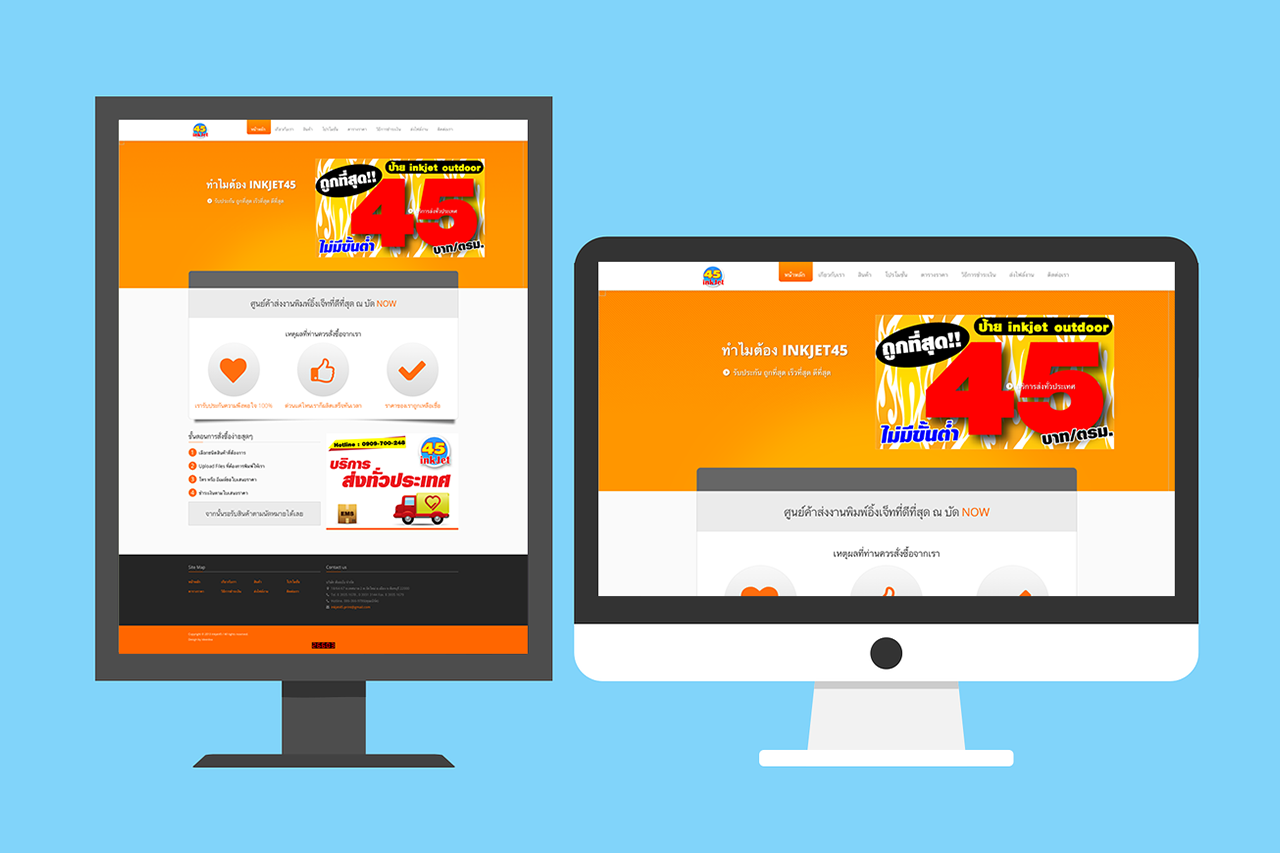 45
inkJet
หน้าหลัก เกี่ยวกับเรา สินค้า โปรโมชั่น ตารางราคา วิธีการชำระเงิน ส่งไฟล์งาน ติดต่อเรา
ทำไมต้อง INKJET45
รับประกัน ถูกที่สุด เร็วที่สุด ดีที่สุด
ป้าย inkjet outdoor
ถูกที่สุด!!
45
บริการส่งทั่วประเทศ
ไม่มีขั้นต่ำ
บาท/ตรม.
ศูนย์ค้าส่งงานพิมพ์อิ้งเจ็ทที่ดีที่สุด ณ บัด NOW
เหตุผลที่ท่านควรสั่งซื้อจากเรา
เรารับประกันความพึงพอใจ 100%
ด่วนแค่ไหนเราก็ผลิตเสร็จทันเวลา
ราคาของเราถูกเหลือเชื่อ
ขั้นตอนการสั่งซื้อง่ายสุดๆ
1 เลือกชนิดสินค้าที่ต้องการ
2 Upload Files ที่ต้องการพิมพ์ให้เรา
3 โทร หรือ อีเมล์ขอใบเสนอราคา
4 ชำระเงินตามใบเสนอราคา
จากนั้นรอรับสินค้าตามนัดหมายได้เลย
Hotline : 0909-700-248
45
inkJet
บริการ
ส่งทั่วประเทศ
EMS
Site Map
หน้าหลัก เกี่ยวกับเรา สินค้า โปรโมชั่น
ตารางราคา วิธีการชำระเงิน ส่งไฟล์งาน ติดต่อเรา
Contact us
45
inkJet
หน้าหลัก เกี่ยวกับเรา สินค้า โปรโมชั่น ตารางราคา วิธีการชำระเงิน ส่งไฟล์งาน ติดต่อเรา
ทำไมต้อง INKJET45
รับประกัน ถูกที่สุด เร็วที่สุด ดีที่สุด
ป้าย inkjet outdoor
ถูกที่สุด!!
45
บริการส่งทั่วประเทศ
ไม่มีขั้นต่ำ
บาท/ตรม.
ศูนย์ค้าส่งงานพิมพ์อิ้งเจ็ทที่ดีที่สุด ณ บัด NOW
เหตุผลที่ท่านควรสั่งซื้อจากเรา